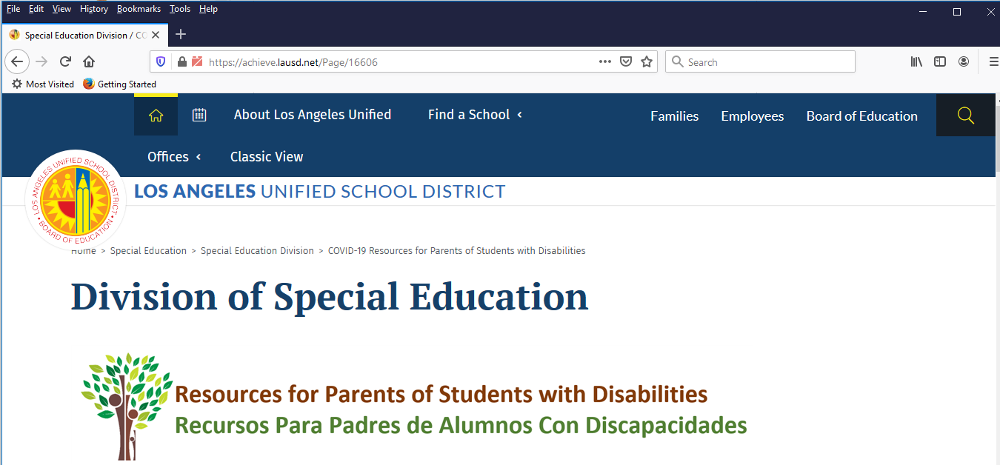 File Edit View History Bookmarks Tools Help
Special Education Division / CO
https://achieve.lausd.net/Page/16606
Search
Most Visited Getting Started
About Los Angeles Unified Find a School Families Employees Board of Education
Offices Classic View
LOS ANGELES UNIFIED SCHOOL DISTRICT
LOS ANGELES UNIFIED SCHOOL DISTRICT • BOARD OF EDUCATION •
Home > Special Education > Special Education Division > COVID-19 Resources for Parents of Students with Disabilities
Division of Special Education
Resources for Parents of Students with Disabilities
Recursos Para Padres de Alumnos Con Discapacidades